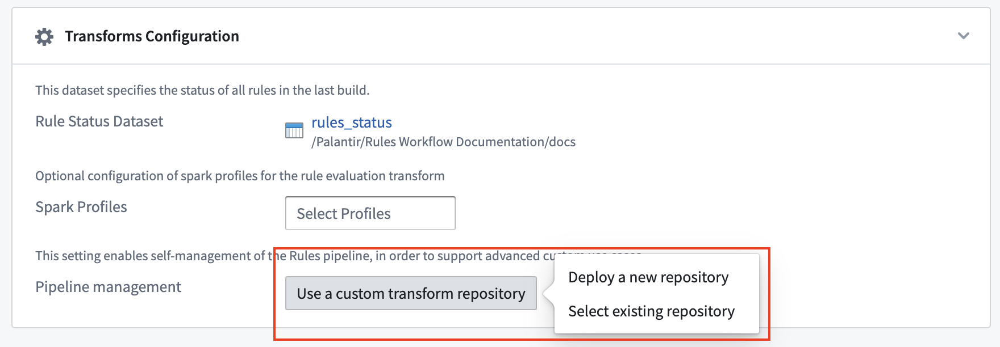 Transforms Configuration
This dataset specifies the status of all rules in the last build.
Rule Status Dataset
rules_status
/Palantir/Rules Workflow Documentation/docs
Optional configuration of spark profiles for the rule evaluation transform
Spark Profiles
Select Profiles
This setting enables self-management of the Rules pipeline, in order to support advanced
Pipeline management
Use a custom transform repository
Deploy a new repository
Select existing repository